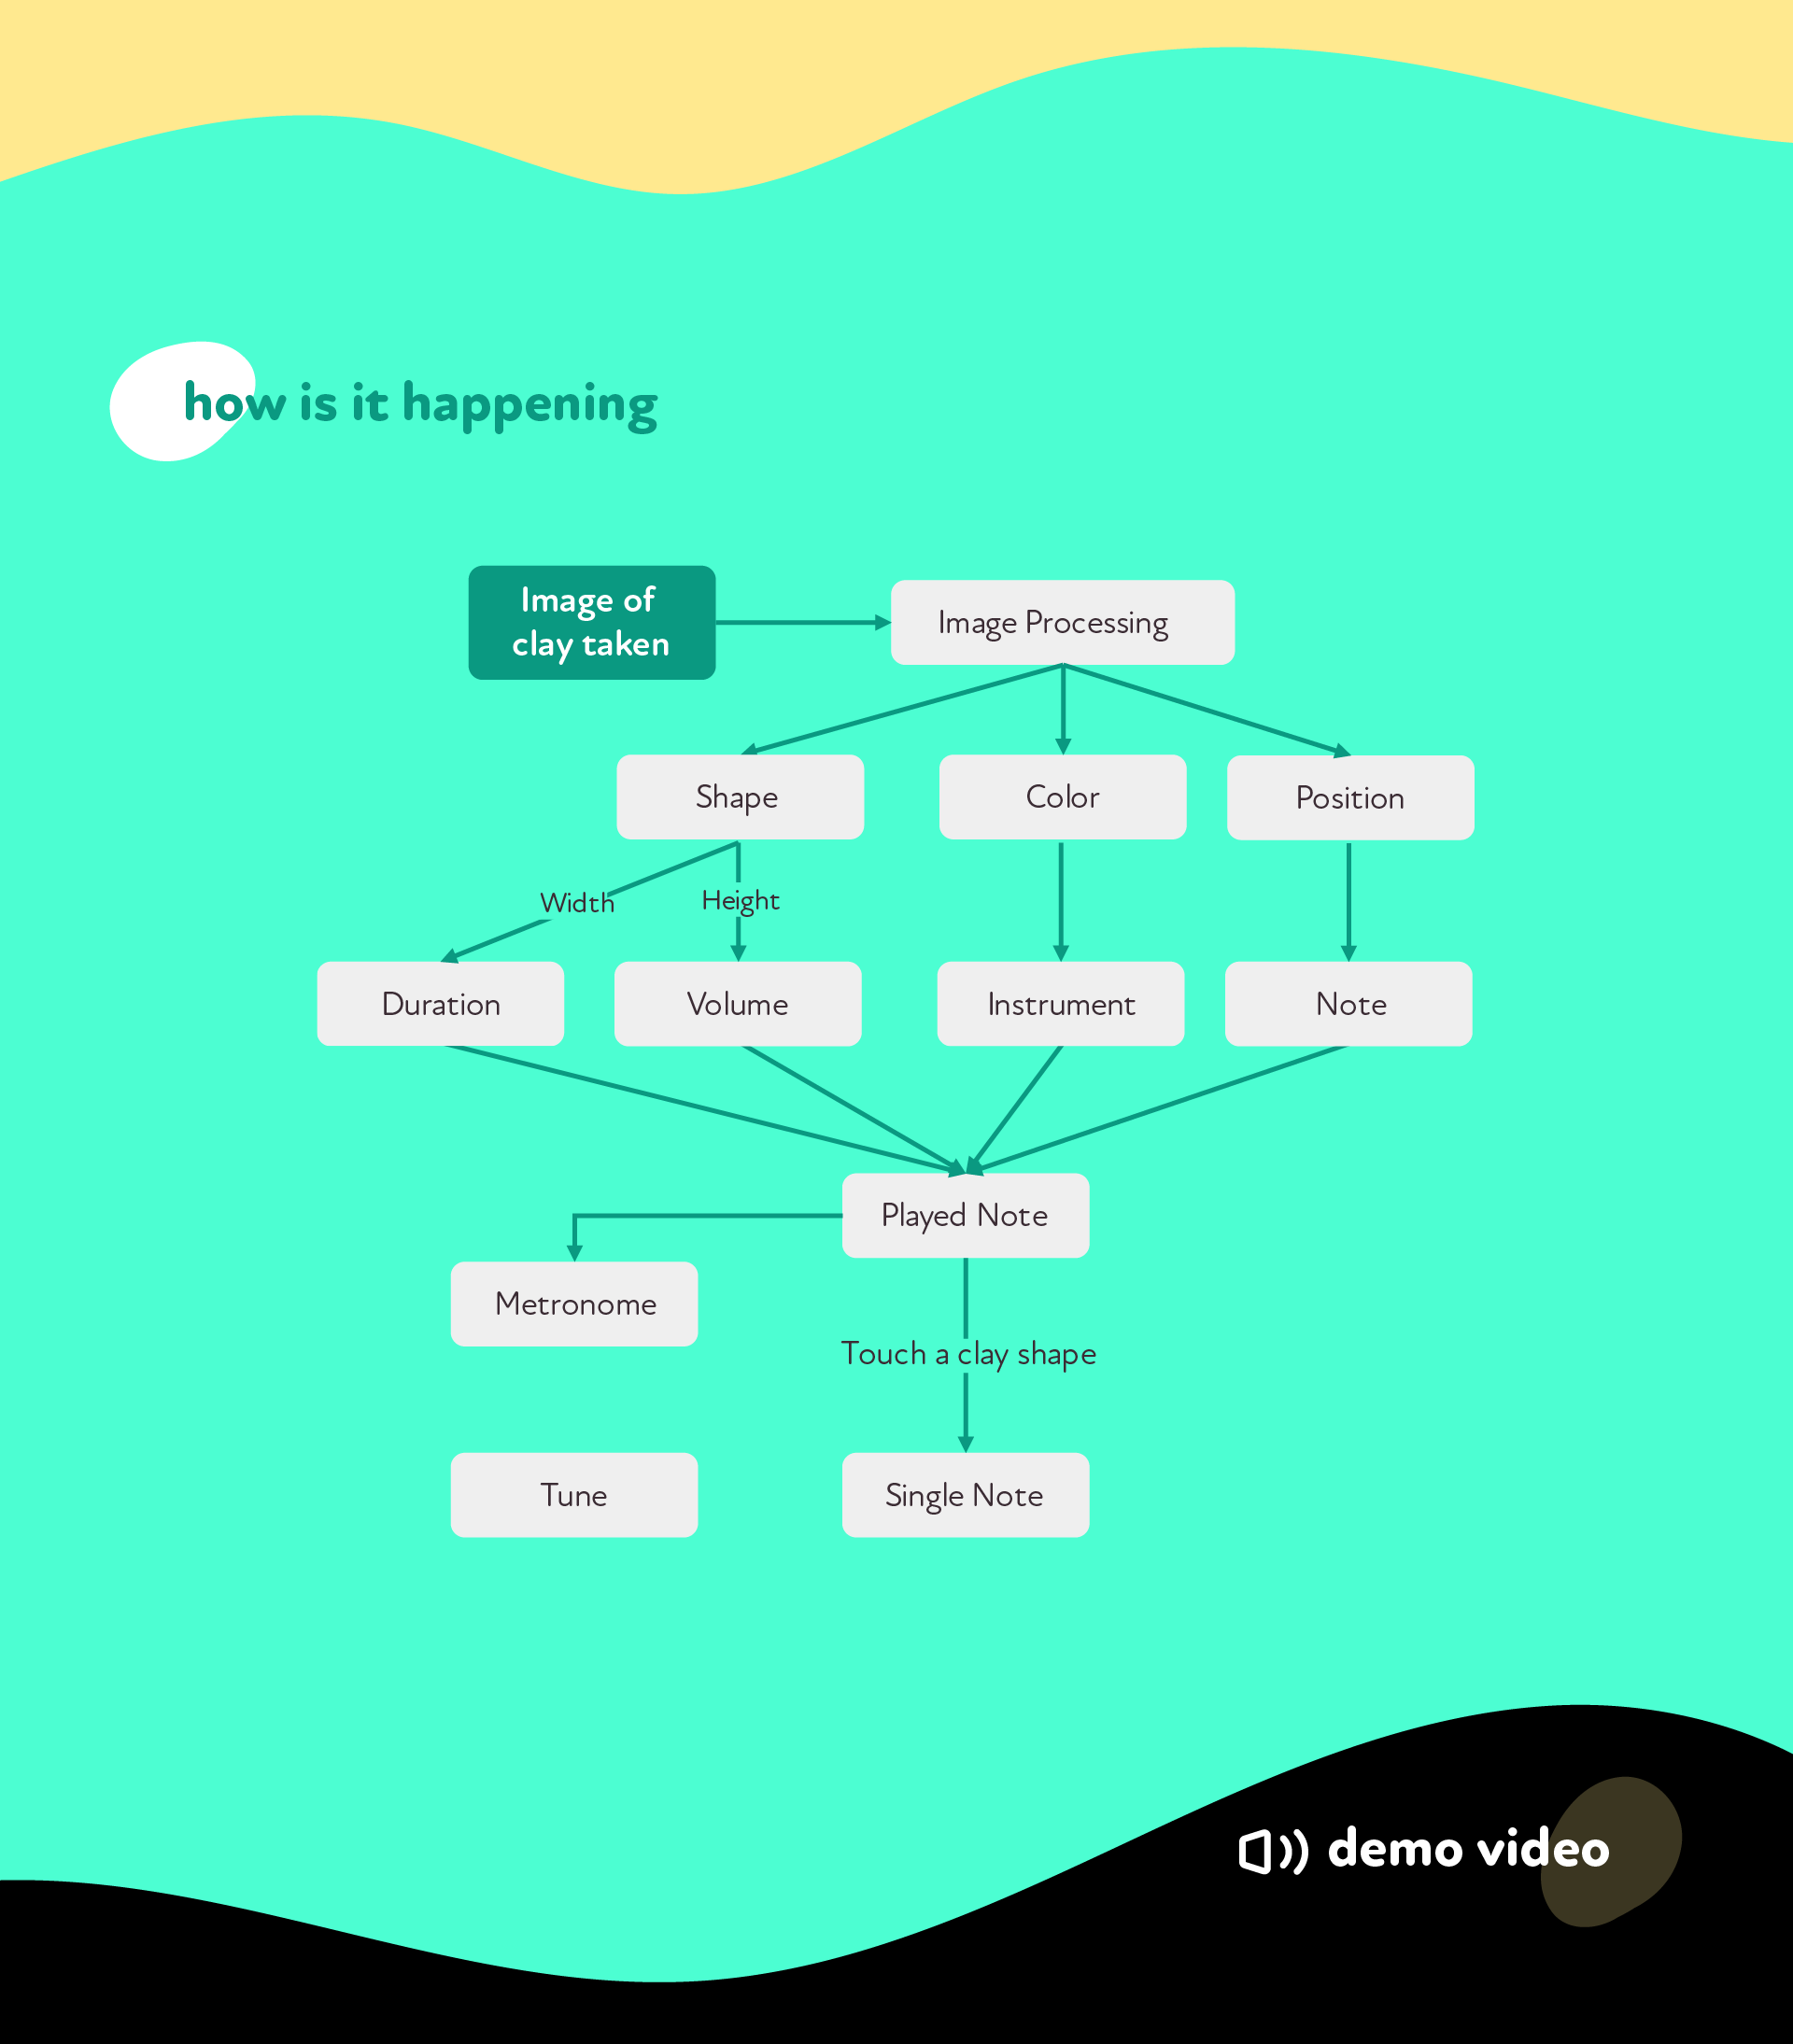 how is it happening
Image of
clay taken
Image Processing
Shape
Color
Position
Width
Height
Duration
Volume
Instrument
Note
Played Note
Metronome
Touch a clay shape
Tune
Single Note
demo video